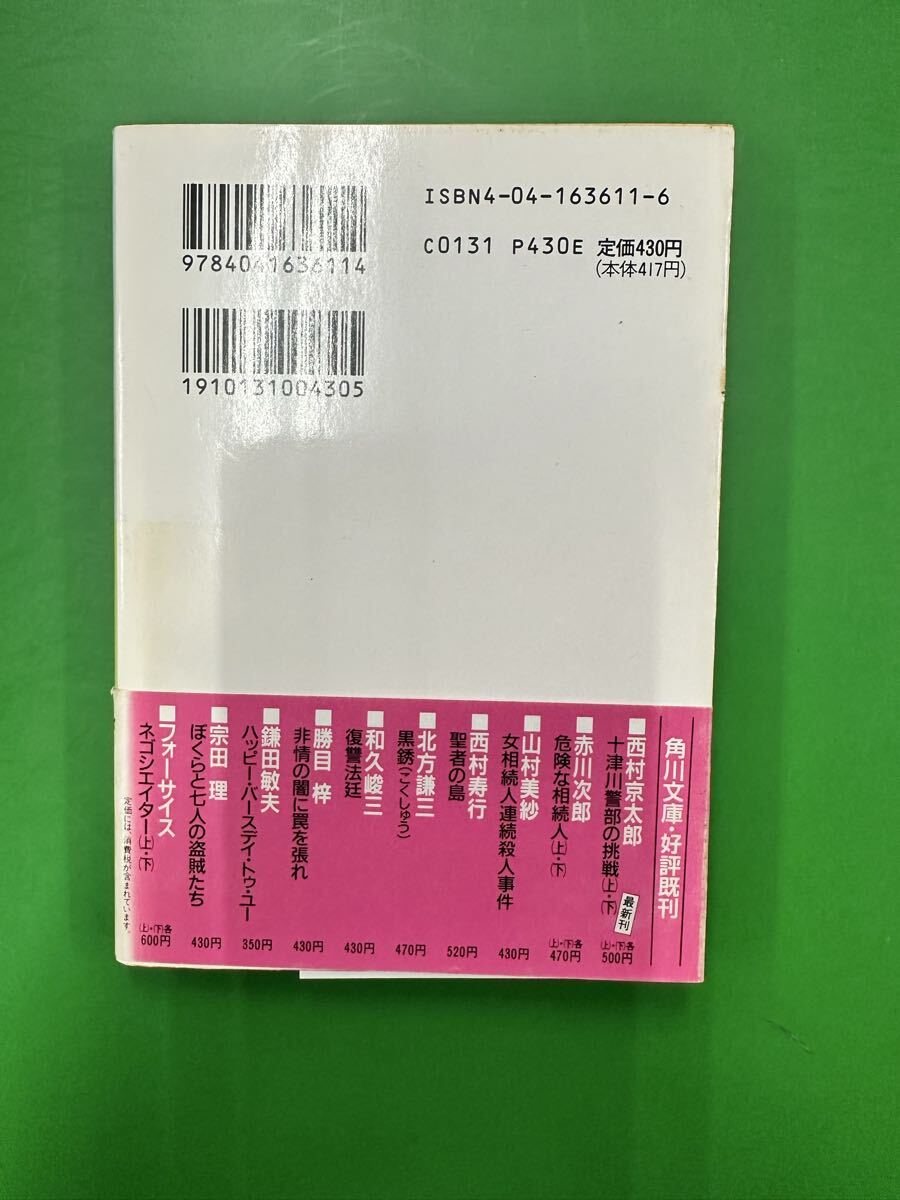 ISBN4-04-163611-6
C0131 P430E 定価430円
(本体417円)
9784041636114
1910131004305
角川文庫・好評既刊
■西村京太郎
十津川警部の挑戦(上・下)
最新刊
(上)・(下)各
500円
■赤川次郎
危険な相続人(上・下)
(上)・(下)各
470円
■山村美紗
女相続人連続殺人事件
430円
■西村寿行
聖者の島
520円
■北方謙三
黒銹(こくしゅう)
470円
■和久峻三
復讐法廷
430円
■勝目 梓
非情の闇に罠を張れ
430円
■鎌田敏夫
ハッピー・バースデイ・トゥ・ユー
350円
■宗田 理
ぼくらと七人の盗賊たち
430円
■フォーサイス
ネゴシエイター(上・下)
(上)・(下)各
600円
定価には、消費税が含まれています。